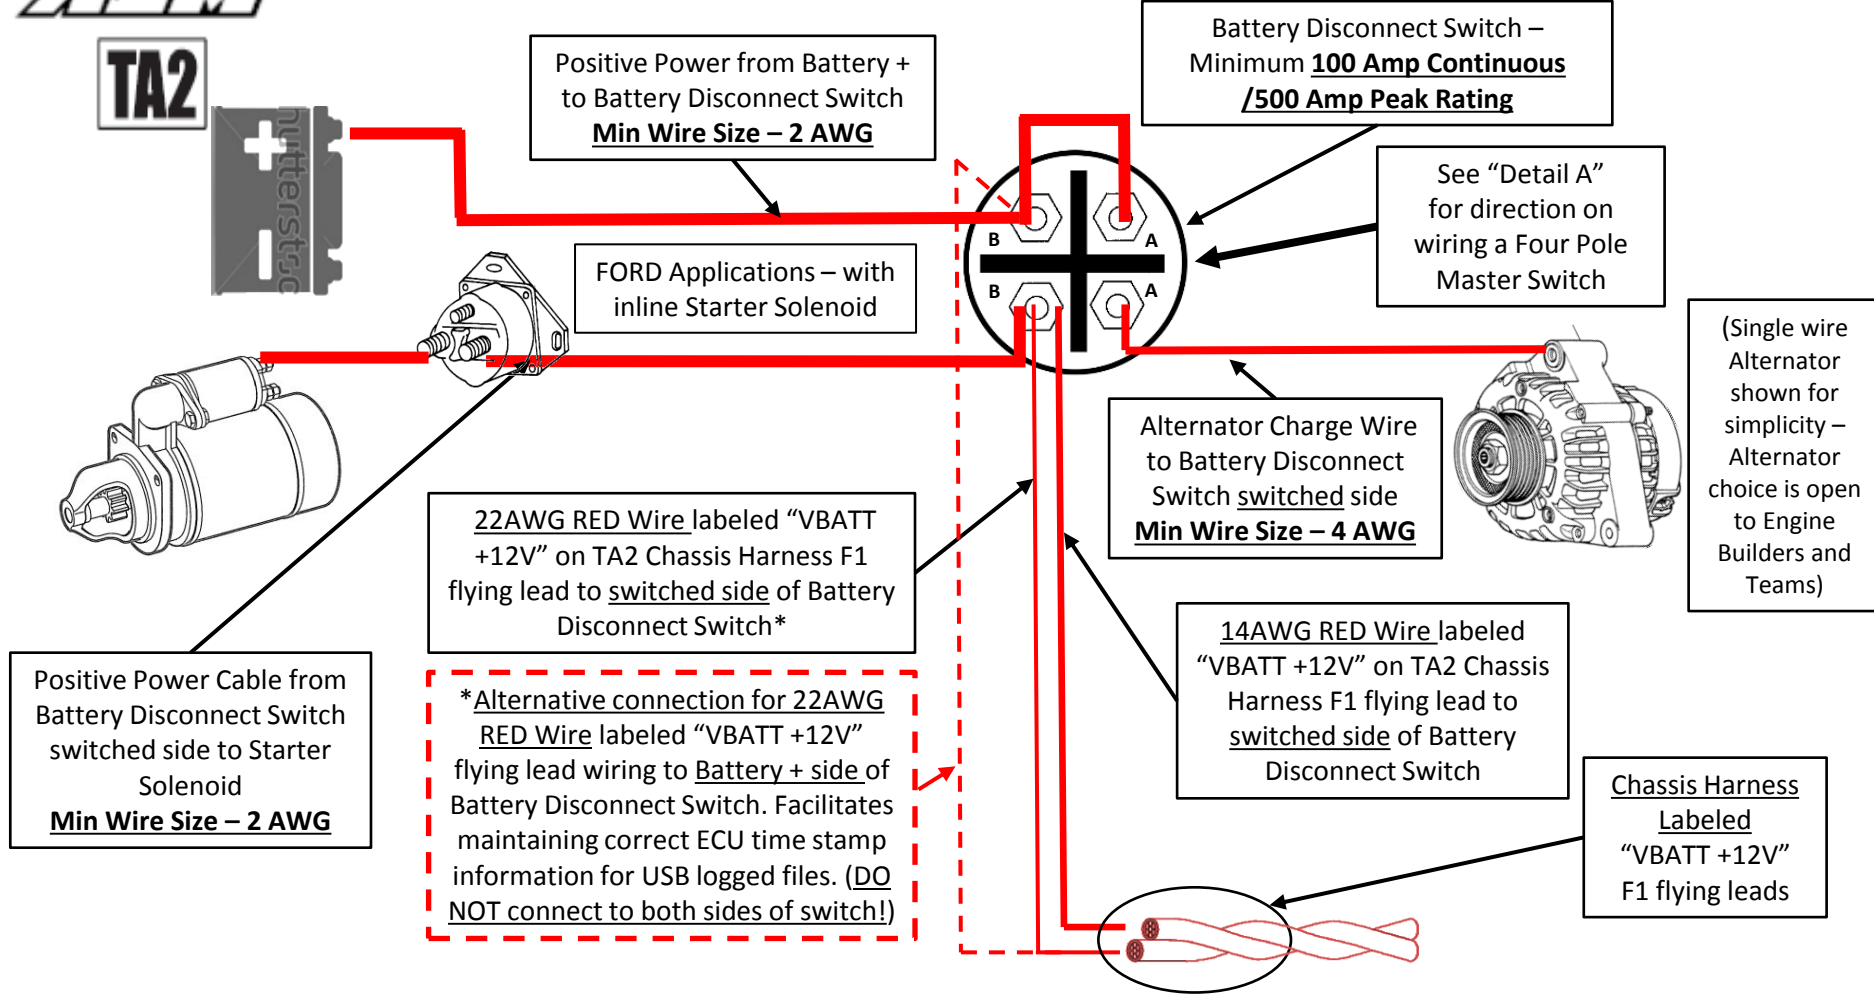 TA2
Positive Power from Battery +
to Battery Disconnect Switch
Min Wire Size – 2 AWG
Battery Disconnect Switch –
Minimum 100 Amp Continuous
/500 Amp Peak Rating
See “Detail A”
for direction on
wiring a Four Pole
Master Switch
B
A
B
A
FORD Applications – with
inline Starter Solenoid
(Single wire
Alternator
shown for
simplicity –
Alternator
choice is open
to Engine
Builders and
Teams)
Alternator Charge Wire
to Battery Disconnect
Switch switched side
Min Wire Size – 4 AWG
22AWG RED Wire labeled “VBATT
+12V” on TA2 Chassis Harness F1
flying lead to switched side of Battery
Disconnect Switch*
14AWG RED Wire labeled
“VBATT +12V” on TA2 Chassis
Harness F1 flying lead to
switched side of Battery
Disconnect Switch
Positive Power Cable from
Battery Disconnect Switch
switched side to Starter
Solenoid
Min Wire Size – 2 AWG
*Alternative connection for 22AWG
RED Wire labeled “VBATT +12V”
flying lead wiring to Battery + side of
Battery Disconnect Switch. Facilitates
maintaining correct ECU time stamp
information for USB logged files. (DO
NOT connect to both sides of switch!)
Chassis Harness
Labeled
“VBATT +12V”
F1 flying leads